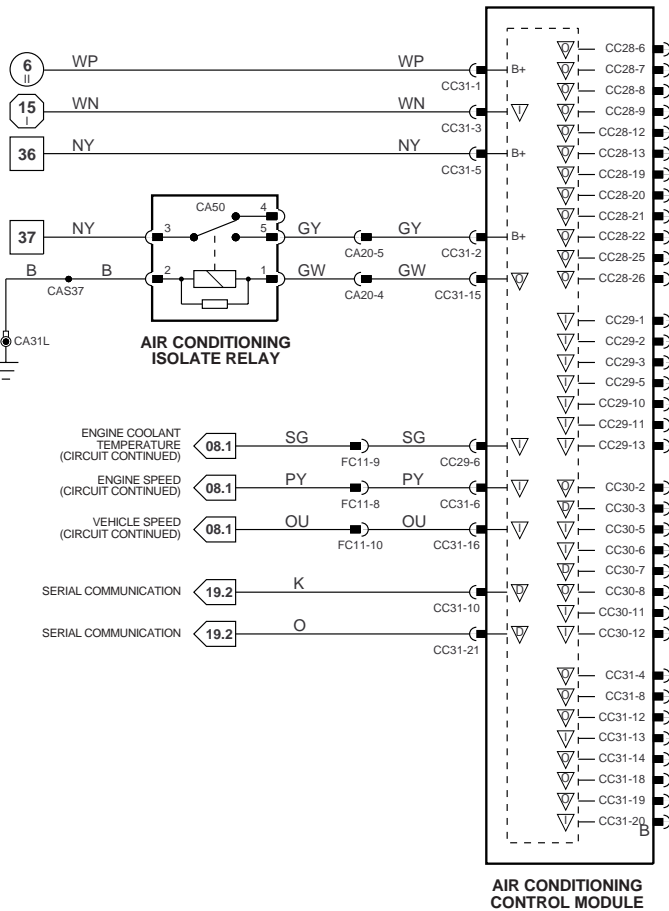 6
II
WP
WP
CC31-1
B+
O
CC28-6
O
CC28-7
O
CC28-8
15
I
WN
WN
CC31-3
I
O
CC28-9
O
CC28-12
36
NY
NY
CC31-5
B+
O
CC28-13
O
CC28-19
O
CC28-20
CA50
4
O
CC28-21
37
NY
3
5
GY
CA20-5
GY
CC31-2
B+
O
CC28-22
O
CC28-25
B
CAS37
B
2
1
GW
CA20-4
GW
CC31-15
O
O
CC28-26
CA31L
AIR CONDITIONING
ISOLATE RELAY
I
CC29-1
I
CC29-2
I
CC29-3
I
CC29-5
I
CC29-10
I
CC29-11
ENGINE COOLANT
TEMPERATURE
(CIRCUIT CONTINUED)
08.1
SG
FC11-9
SG
CC29-6
I
I
CC29-13
ENGINE SPEED
(CIRCUIT CONTINUED)
08.1
PY
FC11-8
PY
CC31-6
I
O
CC30-2
D
CC30-3
VEHICLE SPEED
(CIRCUIT CONTINUED)
08.1
OU
FC11-10
OU
CC31-16
I
I
CC30-5
I
CC30-6
D
CC30-7
SERIAL COMMUNICATION
19.2
K
CC31-10
D
O
CC30-8
I
CC30-11
SERIAL COMMUNICATION
19.2
O
CC31-21
D
I
CC30-12
O
CC31-4
O
CC31-8
O
CC31-12
I
CC31-13
O
CC31-14
O
CC31-18
O
CC31-19
I
CC31-20
B
AIR CONDITIONING
CONTROL MODULE